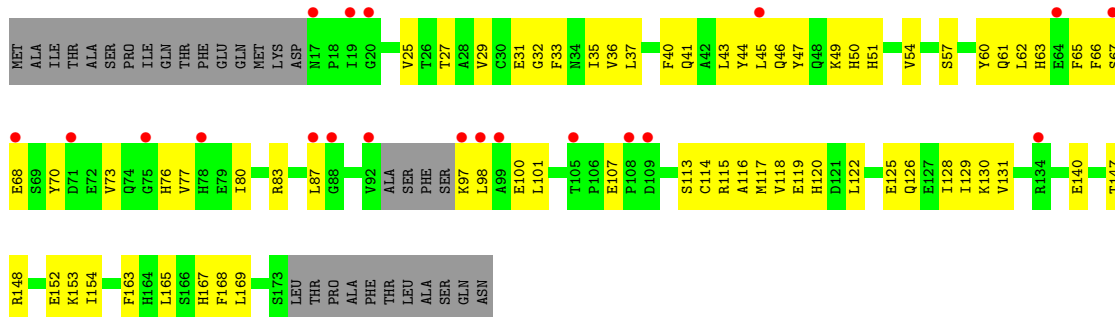 MET ALA ILE THR ALA SER PRO ILE GLN THR PHE GLU GLN MET LYS ASP N17 P18 I19 G20 V25 T26 T27 A28 V29 C30 E31 G32 F33 N34 I35 V36 L37 F40 Q41 A42 L43 Y44 L45 Q46 Y47 Q48 K49 H50 H51 V54 S57 Y60 Q61 L62 H63 E64 F65 F66 S67
E68 S69 Y70 D71 E72 V73 Q74 G75 H76 V77 H78 E79 I80 R83 L87 G88 V92 ALA SER PHE SER K97 L98 A99 E100 L101 T105 P106 E107 P108 D109 S113 C114 R115 A116 M117 V118 E119 H120 D121 L122 E125 Q126 E127 I128 I129 K130 V131 R134 E140 T147
R148 E152 K153 I154 F163 H164 L165 S166 H167 F168 L169 S173 LEU THR PRO ALA PHE THR LEU ALA SER GLN ASN